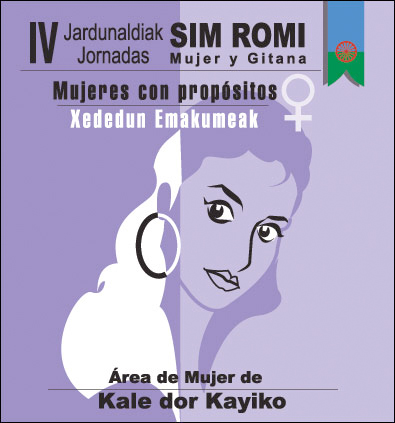 IV Jardunaldiak SIM ROMI
Jornadas Mujer y Gitana
Mujeres con propósitos
Xededun Emakumeak
Área de Mujer de
Kale dor Kayiko